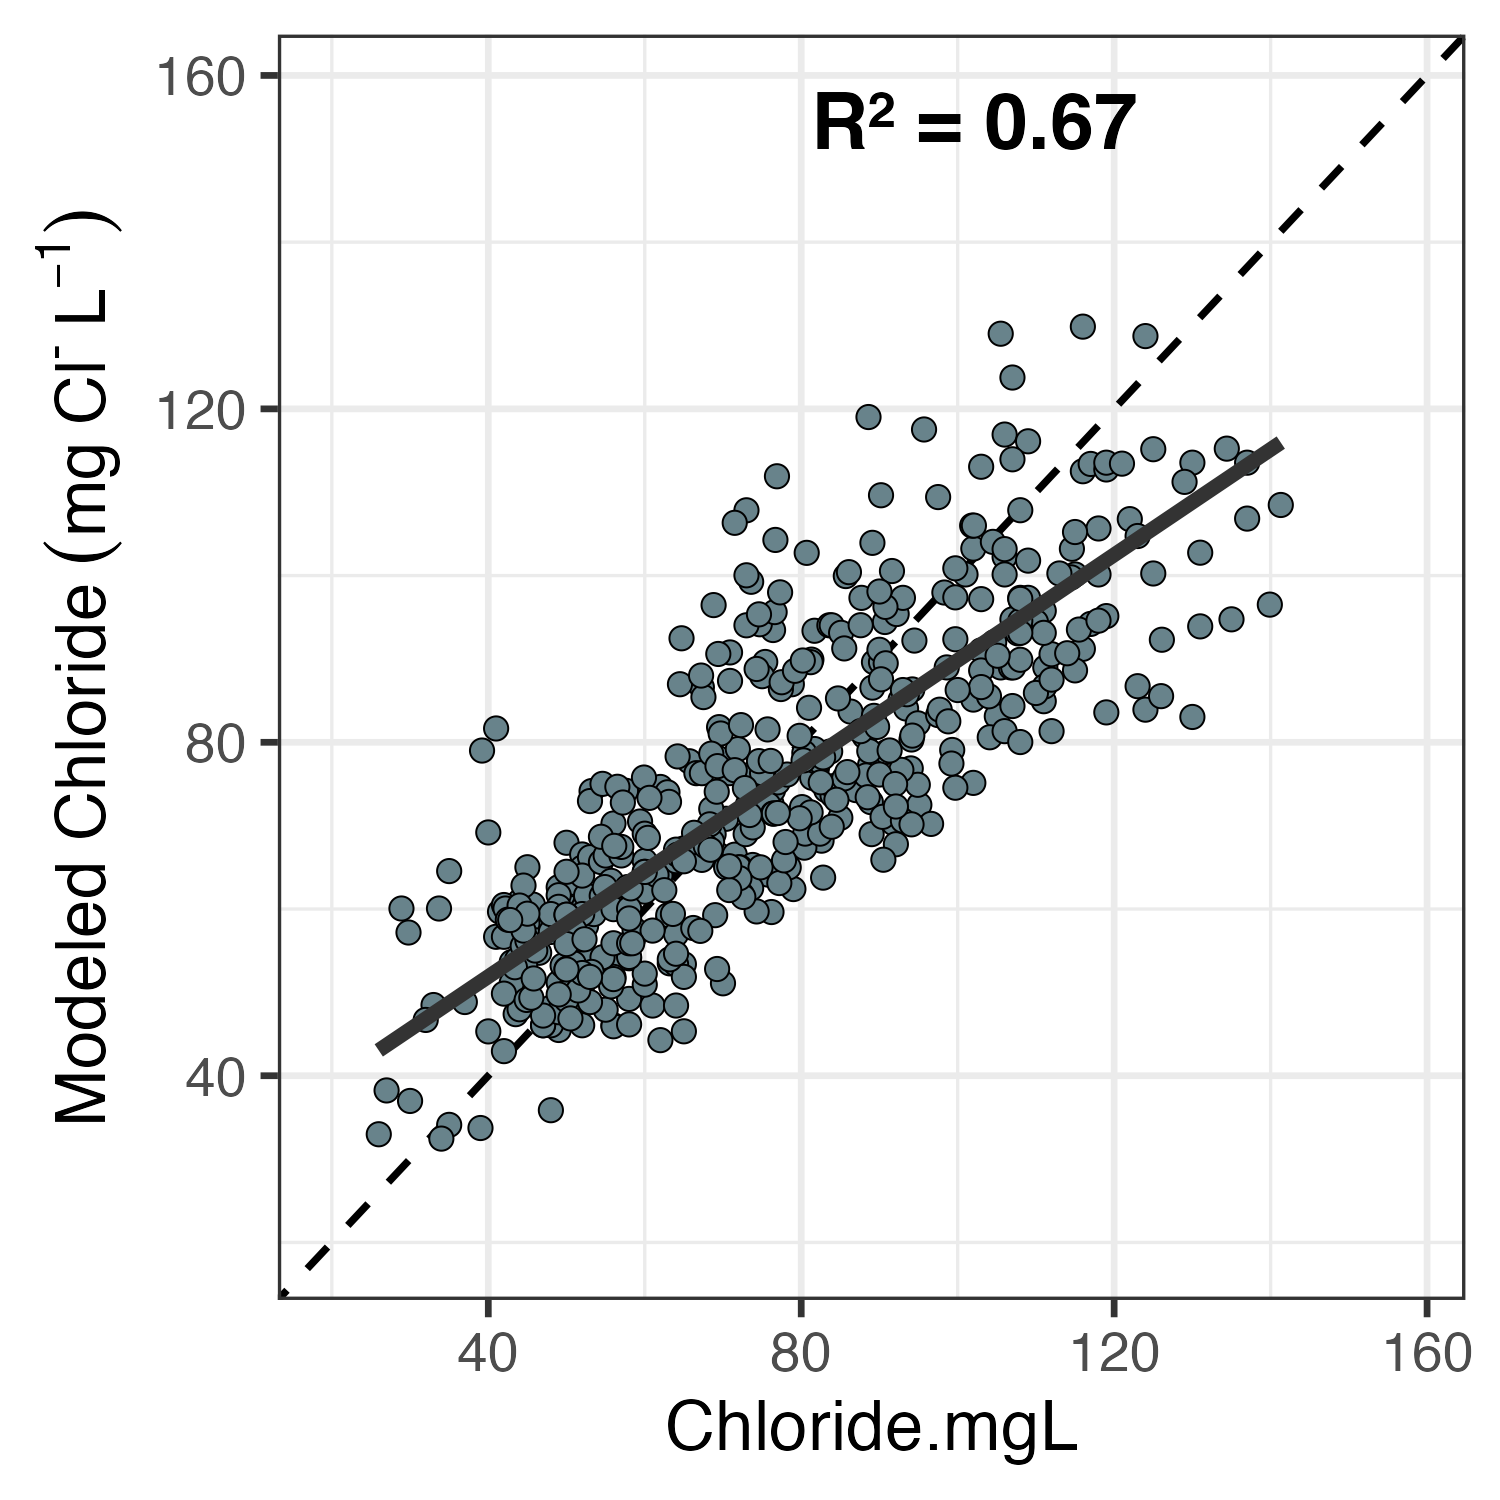 R² = 0.67
Modeled Chloride (mg Cl⁻ L⁻¹)
160
120
80
40
40 80 120 160
Chloride.mgL